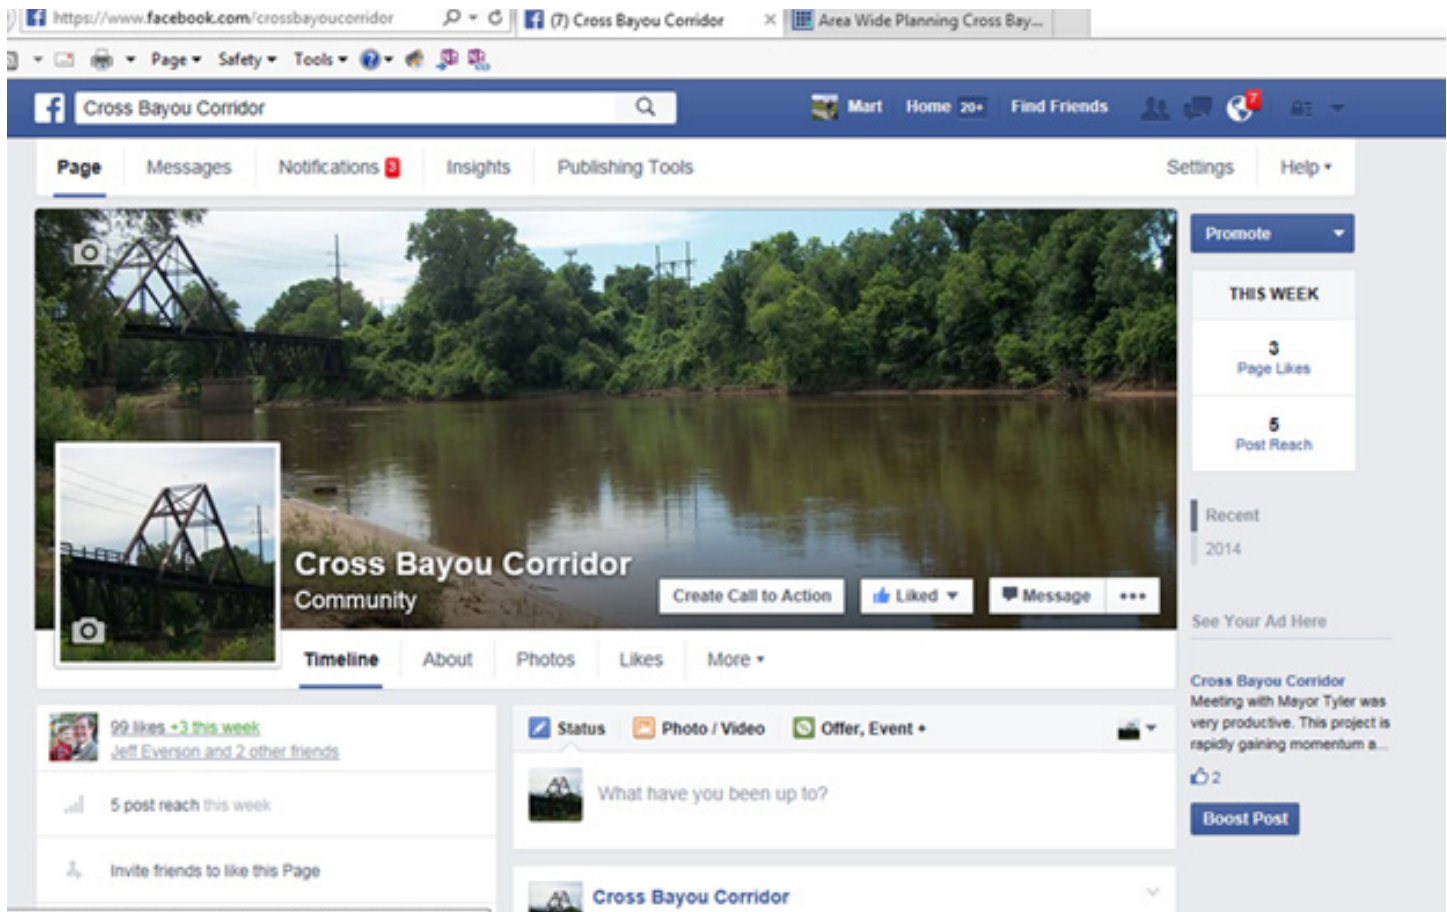 https://www.facebook.com/crossbayoucorridor
(7) Cross Bayou Corridor
Area Wide Planning Cross Bay...
Page Safety Tools
Cross Bayou Corridor
Mart Home 20+ Find Friends 7
Page Messages Notifications 3 Insights Publishing Tools Settings Help
Promote
THIS WEEK
3
Page Likes
5
Post Reach
Recent
2014
Cross Bayou Corridor
Community
Create Call to Action Liked Message
Timeline About Photos Likes More
See Your Ad Here
Cross Bayou Corridor
Meeting with Mayor Tyler was
very productive. This project is
rapidly gaining momentum a...
2
Boost Post
99 likes +3 this week
Jeff Everson and 2 other friends
5 post reach this week
Invite friends to like this Page
Status Photo / Video Offer, Event +
What have you been up to?
Cross Bayou Corridor